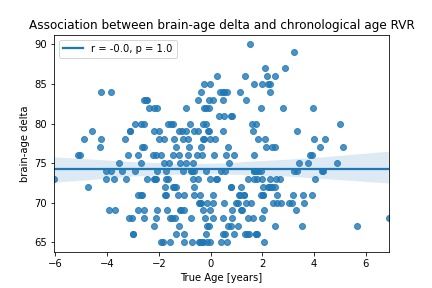 Association between brain-age delta and chronological age RVR
r = -0.0, p = 1.0
90
85
80
75
70
65
brain-age delta
-6 -4 -2 0 2 4 6
True Age [years]